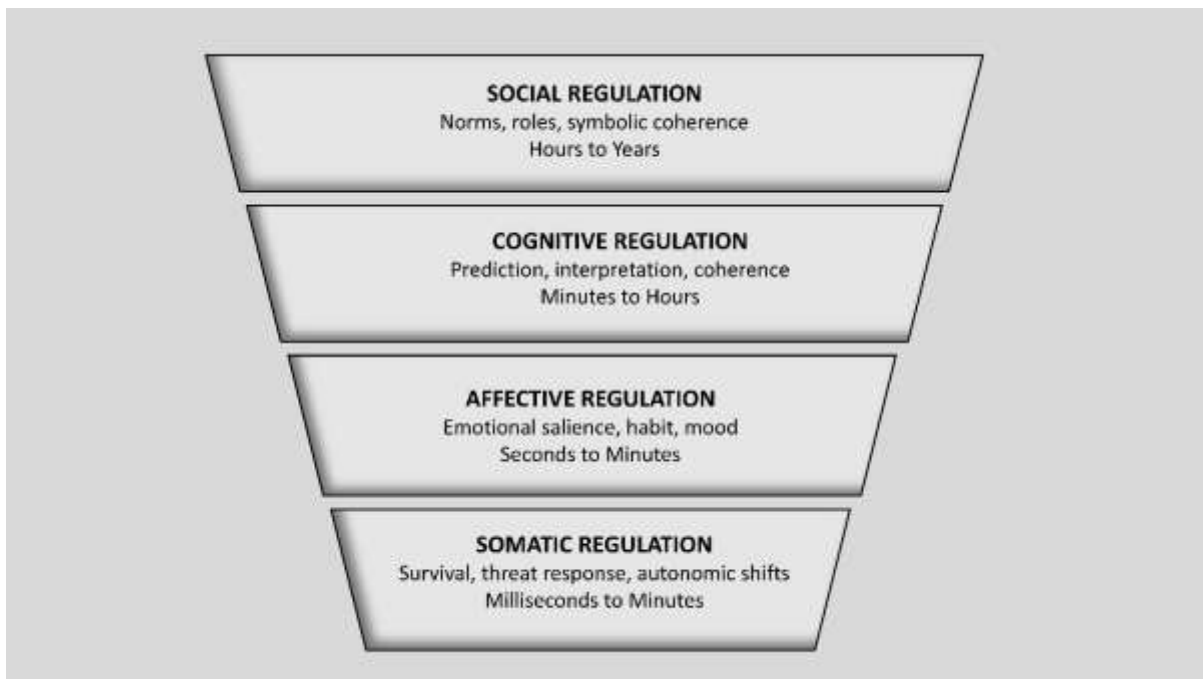 SOCIAL REGULATION
Norms, roles, symbolic coherence
Hours to Years
COGNITIVE REGULATION
Prediction, interpretation, coherence
Minutes to Hours
AFFECTIVE REGULATION
Emotional salience, habit, mood
Seconds to Minutes
SOMATIC REGULATION
Survival, threat response, autonomic shifts
Milliseconds to Minutes